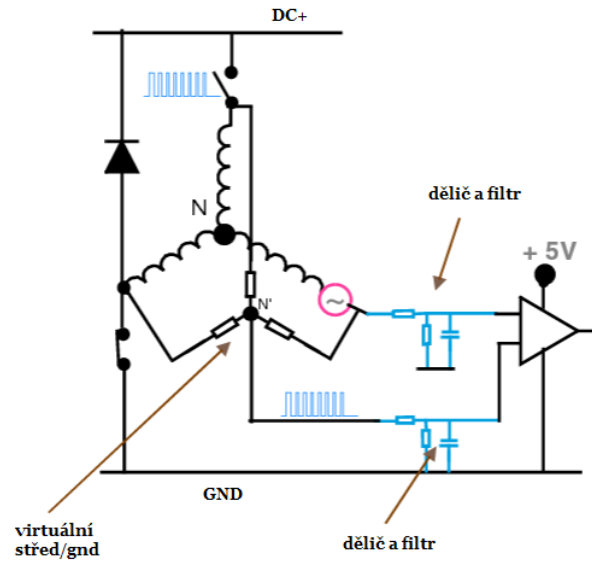 DC+
N
dělič a filtr
+ 5V
~
N'
GND
virtuální
střed/gnd
dělič a filtr